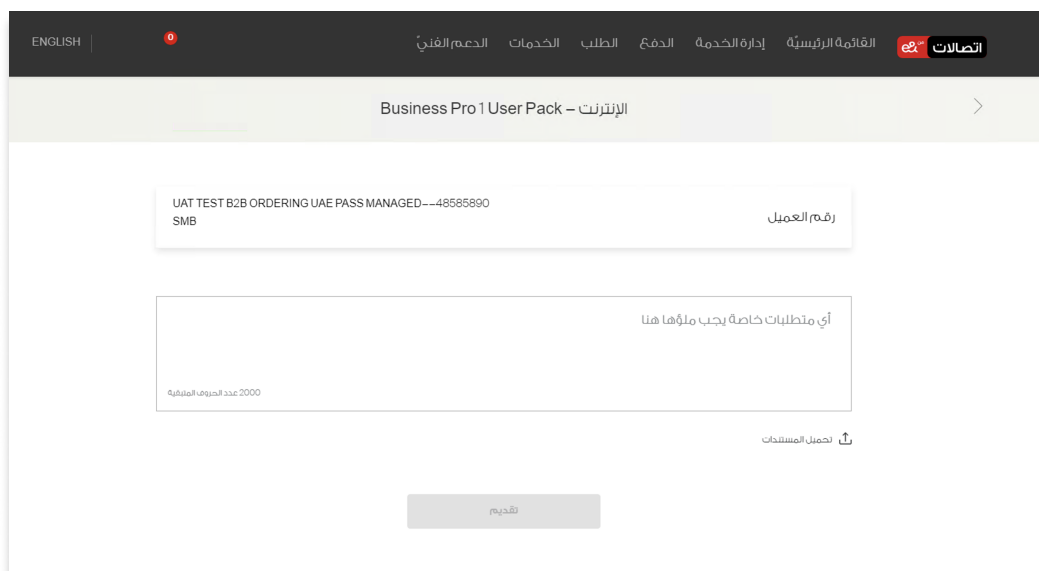 اتصالات من e&
القائمة الرئيسيّة
إدارة الخدمة
الدفع
الطلب
الخدمات
الدعم الفنيّ
0
ENGLISH
الإنترنت – Business Pro 1 User Pack
رقم العميل
UAT TEST B2B ORDERING UAE PASS MANAGED––48585890
SMB
أي متطلبات خاصة يجب ملؤها هنا
2000 عدد الحروف المتبقية
تحميل المستندات
تقديم